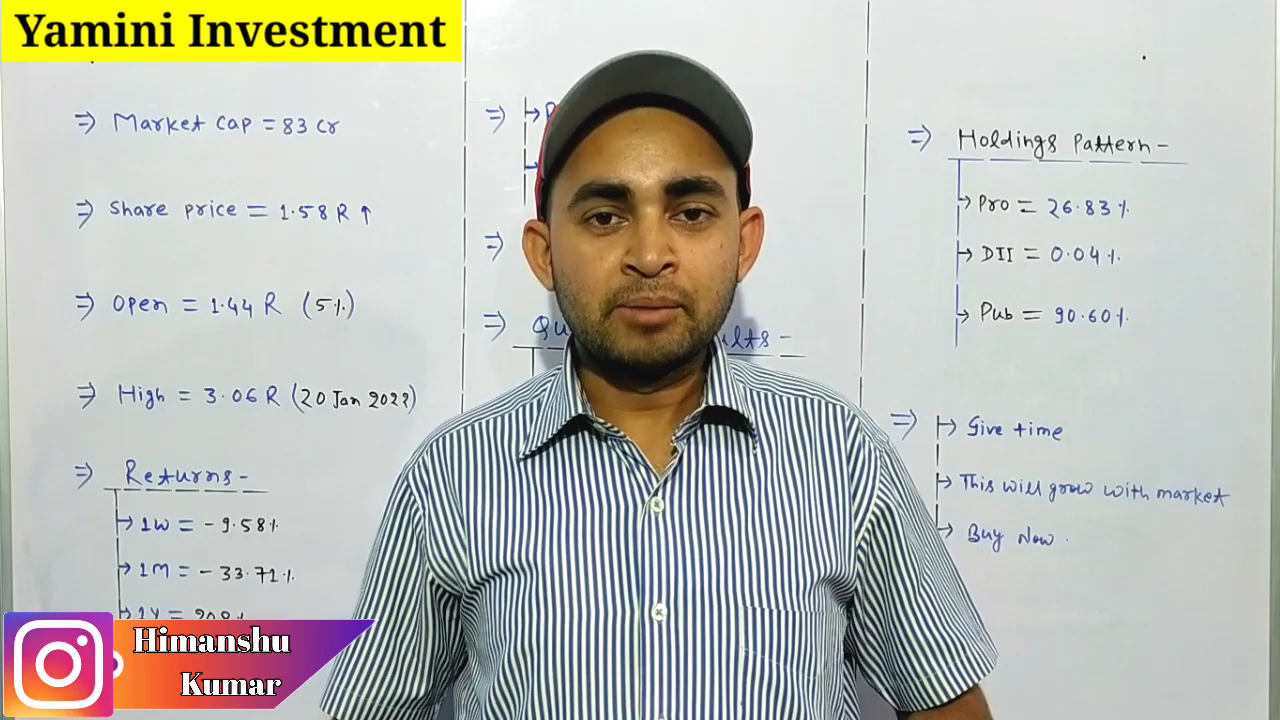 Yamini Investment
⇒ Market Cap = 83 Cr
⇒ Share price = 1.58 R ↑
⇒ Open = 1.44 R (5%)
⇒ High = 3.06 R (20 Jan 2022)
⇒ Returns -
→ 1W = - 9.58%
→ 1M = - 33.71%
→ 1Y =
⇒ Holdings Pattern -
→ Pro = 26.83%
→ DII = 0.04%
→ Pub = 90.60%
⇒ → Give time
→ This will grow with market
→ Buy Now.
Himanshu
Kumar